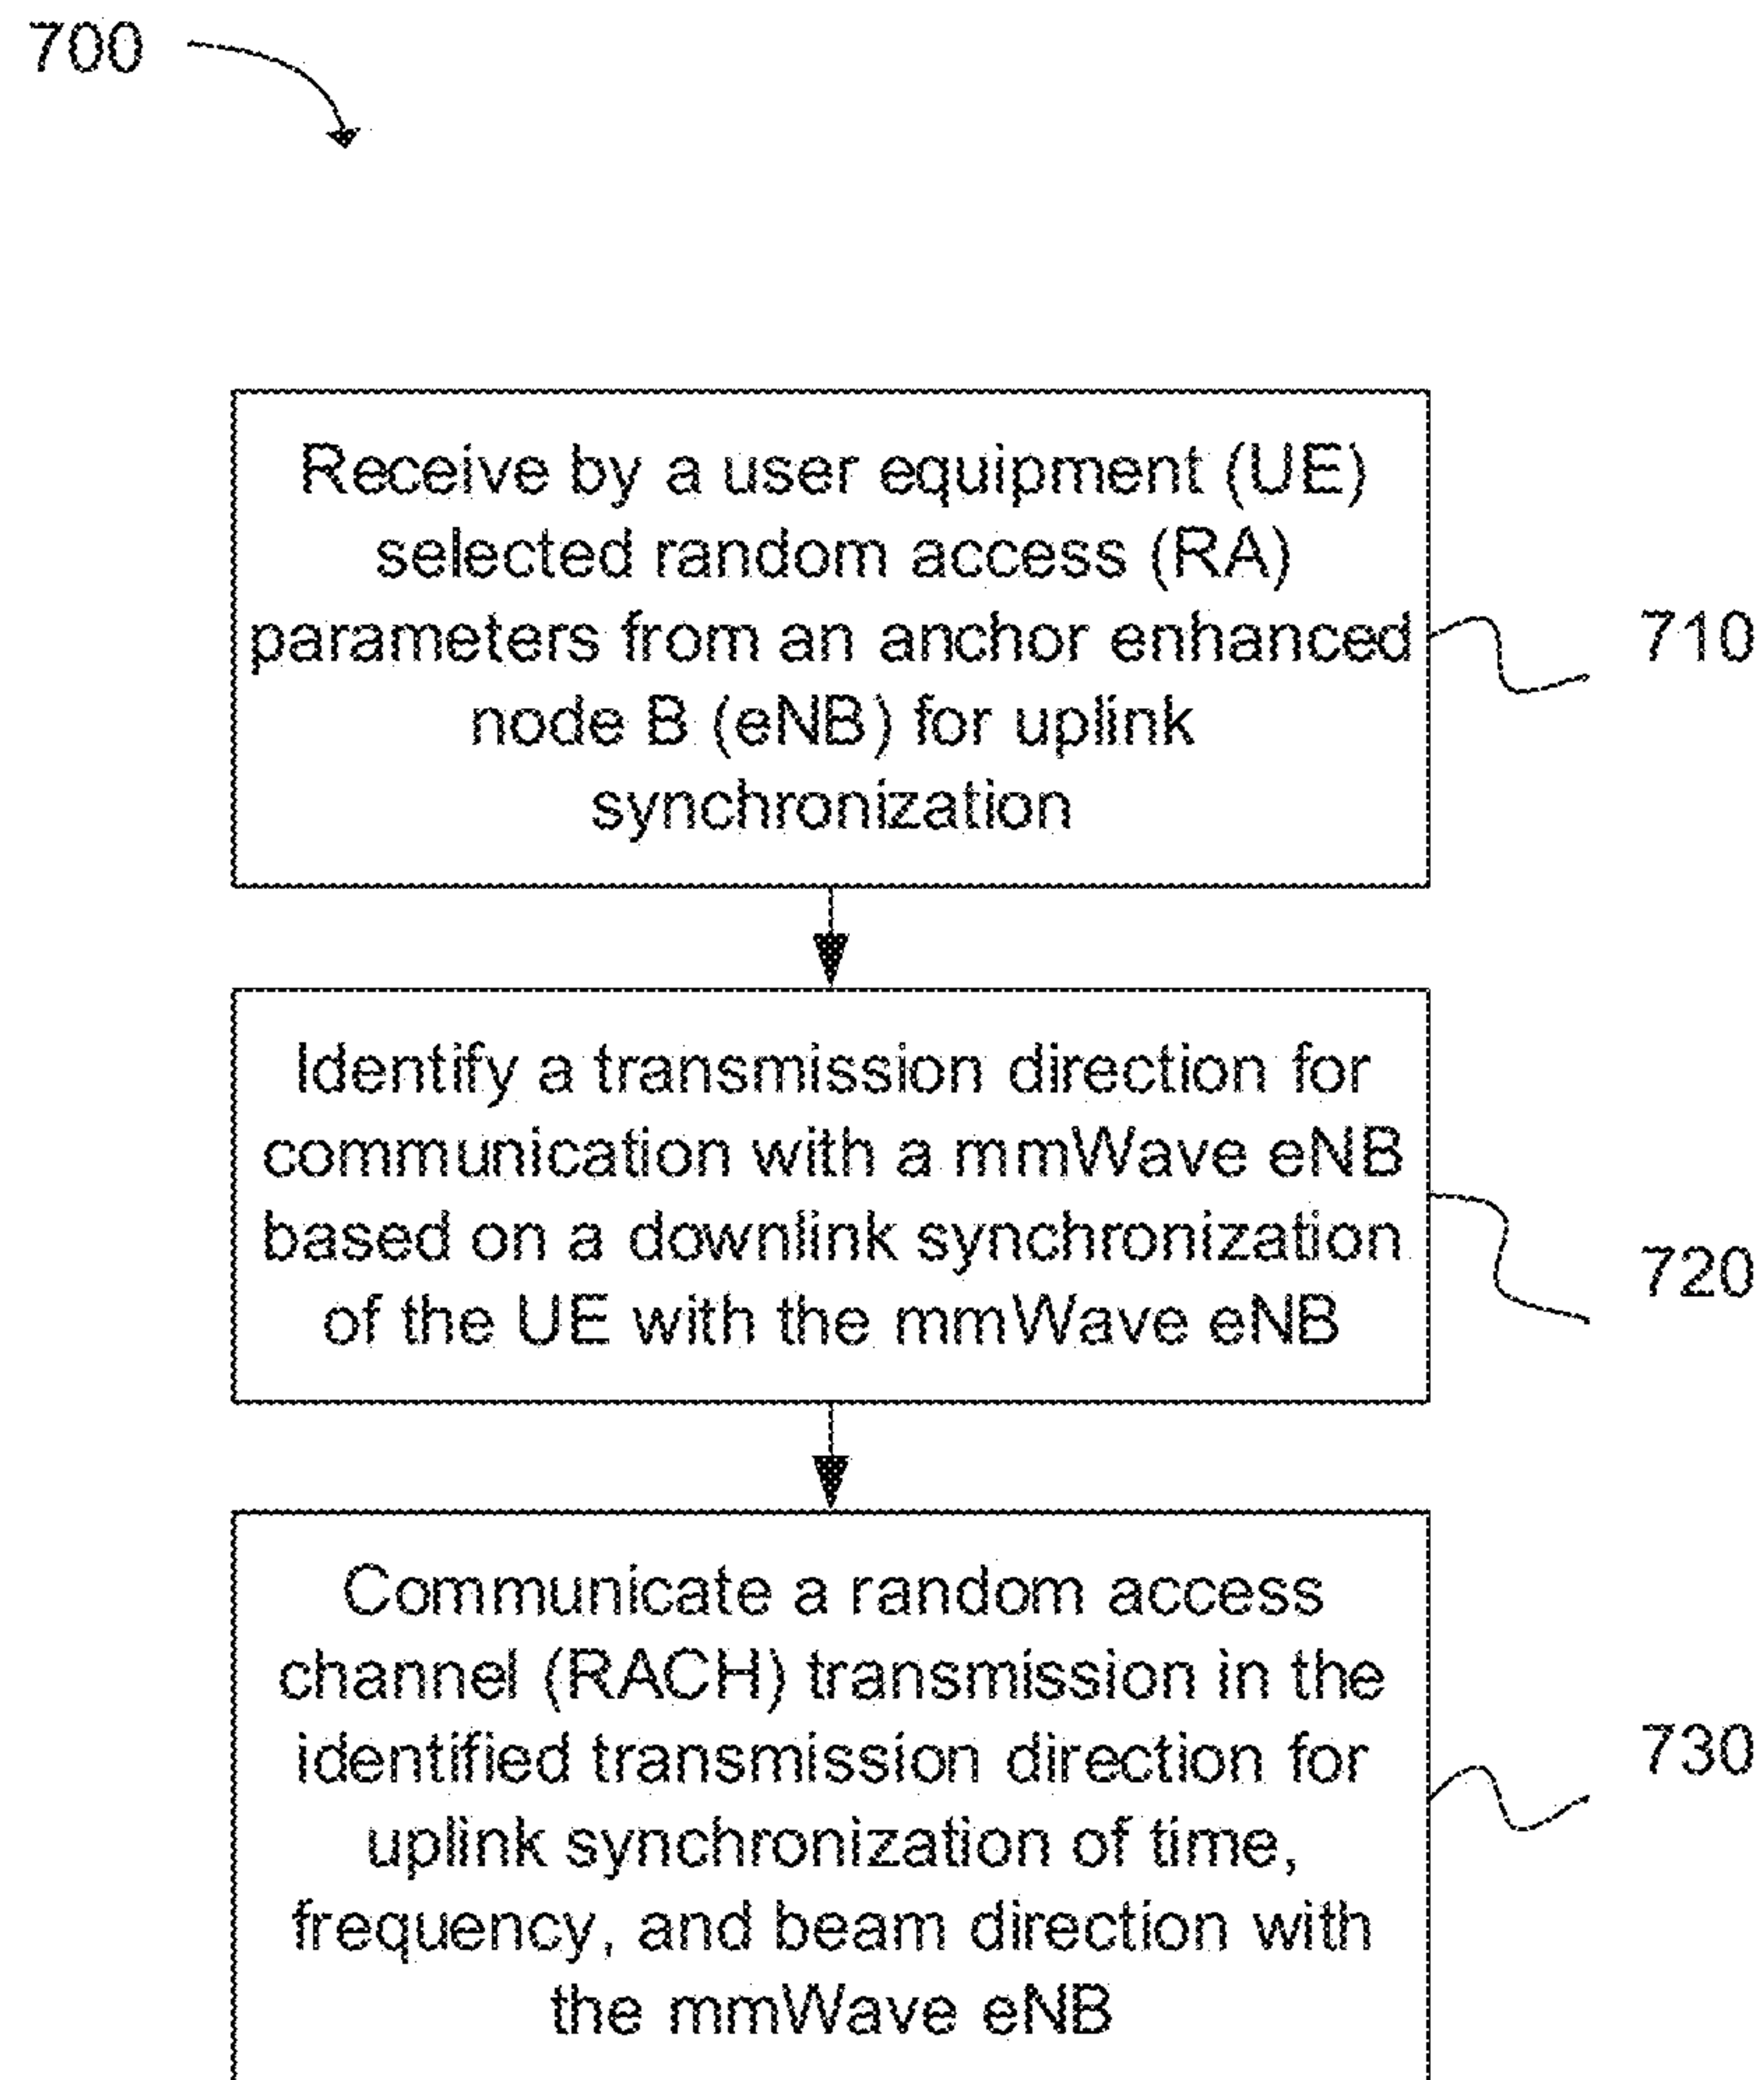 700
Receive by a user equipment (UE)
selected random access (RA)
parameters from an anchor enhanced
node B (eNB) for uplink
synchronization
710
Identify a transmission direction for
communication with a mmWave eNB
based on a downlink synchronization
of the UE with the mmWave eNB
720
Communicate a random access
channel (RACH) transmission in the
identified transmission direction for
uplink synchronization of time,
frequency, and beam direction with
the mmWave eNB
730